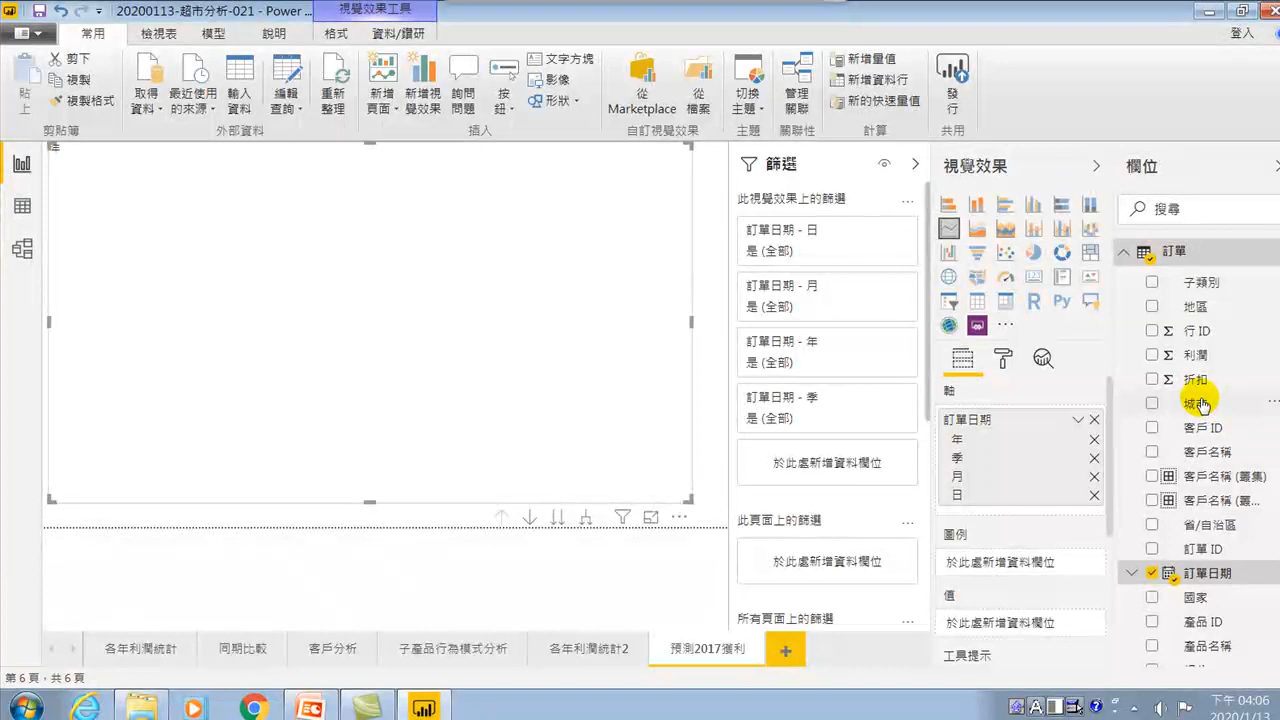 20200113-超市分析-021 - Power ...
視覺效果工具
常用
檢視表
模型
說明
格式
資料/鑽研
登入
貼上
剪下
複製
複製格式
取得資料
最近使用的來源
輸入資料
編輯查詢
重新整理
新增頁面
新增視覺效果
詢問問題
按鈕
文字方塊
影像
形狀
從 Marketplace
從檔案
切換主題
管理關聯
新增量值
新增資料行
新的快速量值
發行
剪貼簿
外部資料
插入
自訂視覺效果
主題
關聯性
計算
共用
篩選
此視覺效果上的篩選
...
訂單日期 - 日
是 (全部)
訂單日期 - 月
是 (全部)
訂單日期 - 年
是 (全部)
訂單日期 - 季
是 (全部)
於此處新增資料欄位
此頁面上的篩選
...
於此處新增資料欄位
所有頁面上的篩選
...
視覺效果
R
Py
...
軸
訂單日期
年
季
月
日
圖例
於此處新增資料欄位
值
於此處新增資料欄位
工具提示
欄位
搜尋
訂單
子類別
地區
Σ 行 ID
Σ 利潤
Σ 折扣
客戶 ID
客戶名稱
客戶名稱 (叢集)
客戶名稱 (叢...
省/自治區
訂單 ID
訂單日期
國家
產品 ID
產品名稱
各年利潤統計
同期比較
客戶分析
子產品行為模式分析
各年利潤統計2
預測2017獲利
+
第 6 頁，共 6 頁
下午 04:06
2020/1/13